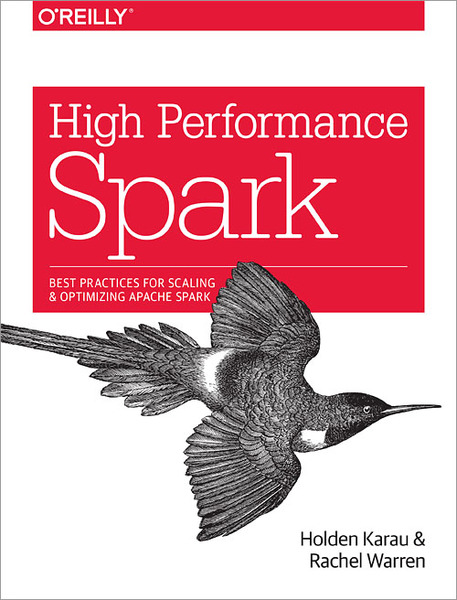 O'REILLY®
High Performance
Spark
BEST PRACTICES FOR SCALING
& OPTIMIZING APACHE SPARK
Holden Karau &
Rachel Warren